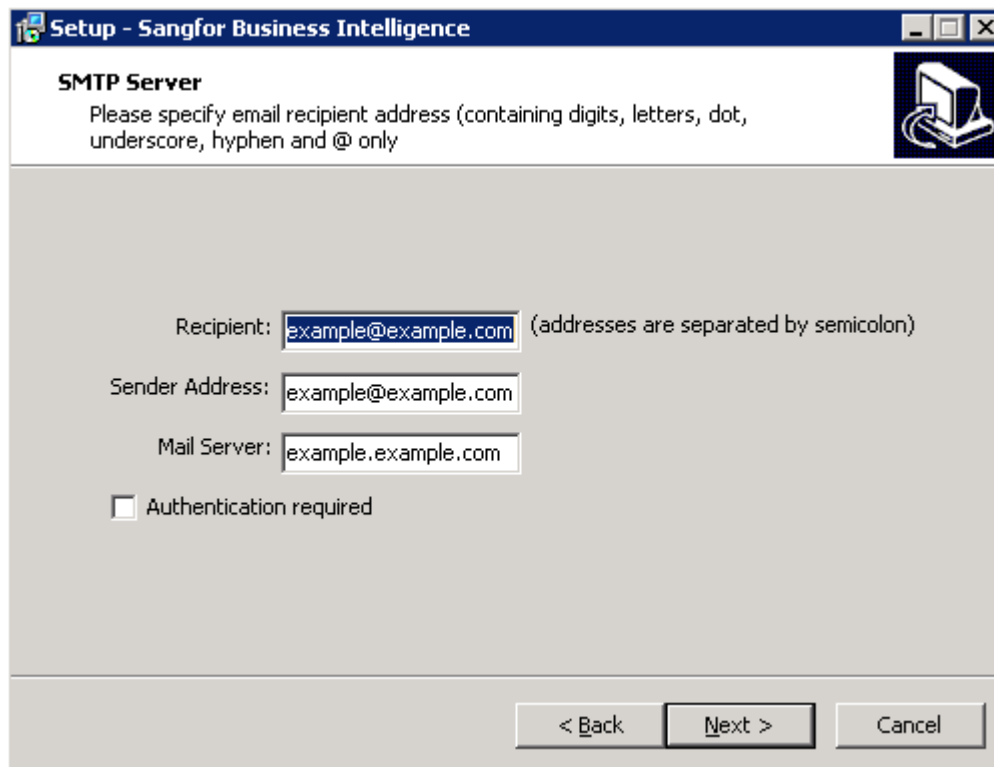 Setup - Sangfor Business Intelligence
SMTP Server
Please specify email recipient address (containing digits, letters, dot,
underscore, hyphen and @ only
Recipient: example@example.com (addresses are separated by semicolon)
Sender Address: example@example.com
Mail Server: example.example.com
Authentication required
< Back Next > Cancel